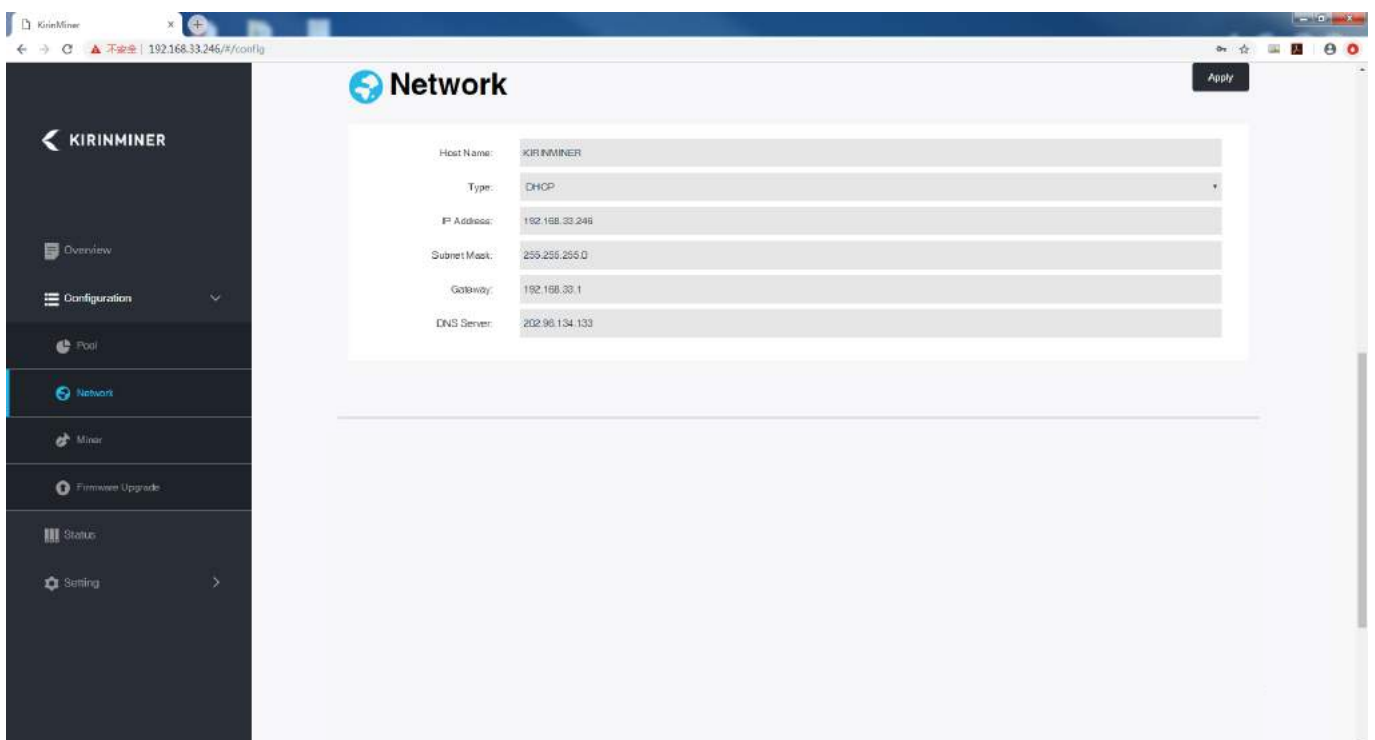 KirinMiner
不安全 | 192.168.33.246/#/config
KIRINMINER
Overview
Configuration
Pool
Network
Miner
Firmware Upgrade
Status
Setting
Network
Apply
Host Name: KIRINMINER
Type: DHCP
IP Address: 192.168.33.246
Subnet Mask: 255.255.255.0
Gateway: 192.168.33.1
DNS Server: 202.96.134.133